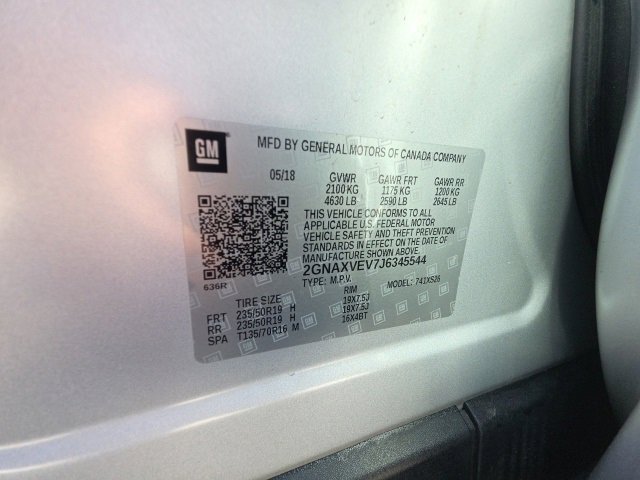 GM
MFD BY GENERAL MOTORS OF CANADA COMPANY
05/18 GVWR GAWR FRT GAWR RR
2100 KG 1175 KG 1200 KG
4630 LB 2590 LB 2645 LB
THIS VEHICLE CONFORMS TO ALL
APPLICABLE U.S. FEDERAL MOTOR
VEHICLE SAFETY AND THEFT PREVENTION
STANDARDS IN EFFECT ON THE DATE OF
MANUFACTURE SHOWN ABOVE.
2GNAXVEV7J6345544
636R TYPE: M.P.V. MODEL: 741XS26
TIRE SIZE RIM
FRT 235/50R19 H 19X7.5J
RR 235/50R19 H 19X7.5J
SPA T135/70R16 M 16X4BT